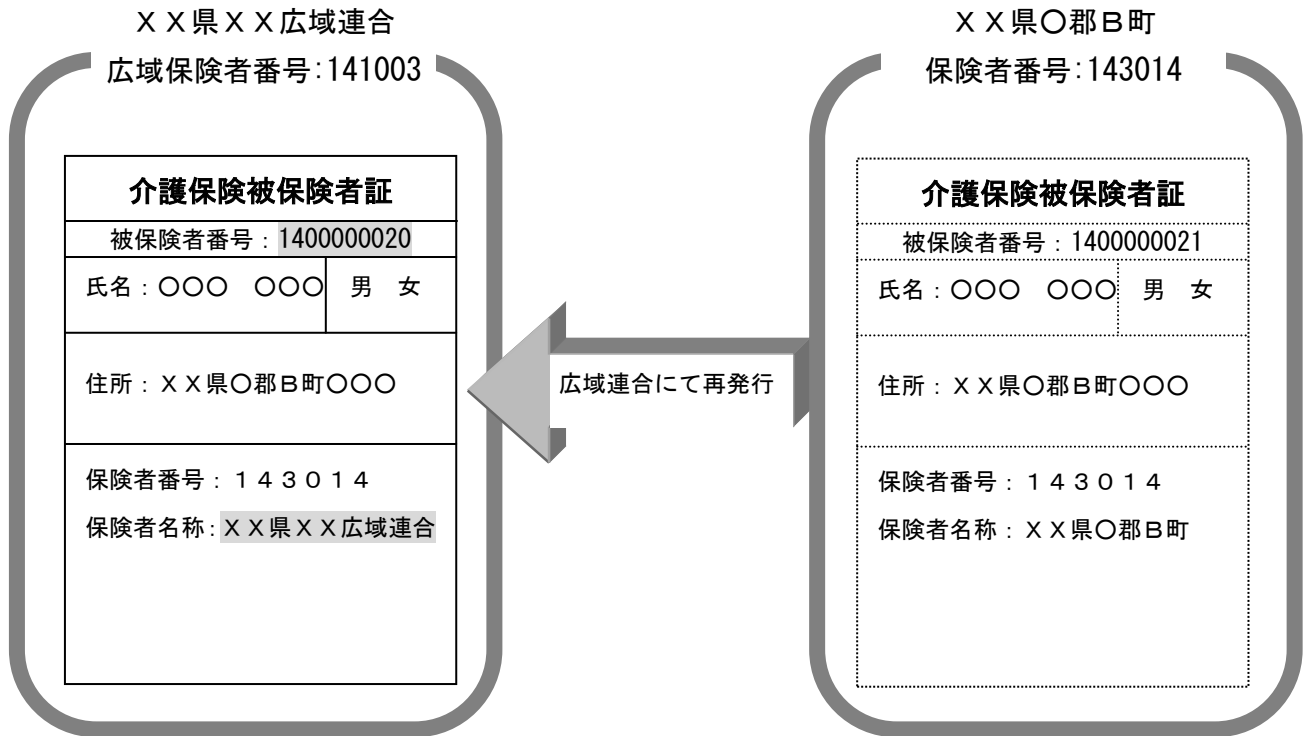 ＸＸ県ＸＸ広域連合
広域保険者番号：141003
介護保険被保険者証
被保険者番号：1400000020
氏名：〇〇〇　〇〇〇　男　女
住所：ＸＸ県〇郡Ｂ町〇〇〇
保険者番号：１４３０１４
保険者名称：ＸＸ県ＸＸ広域連合
広域連合にて再発行
ＸＸ県〇郡Ｂ町
保険者番号：143014
介護保険被保険者証
被保険者番号：1400000021
氏名：〇〇〇　〇〇〇　男　女
住所：ＸＸ県〇郡Ｂ町〇〇〇
保険者番号：１４３０１４
保険者名称：ＸＸ県〇郡Ｂ町